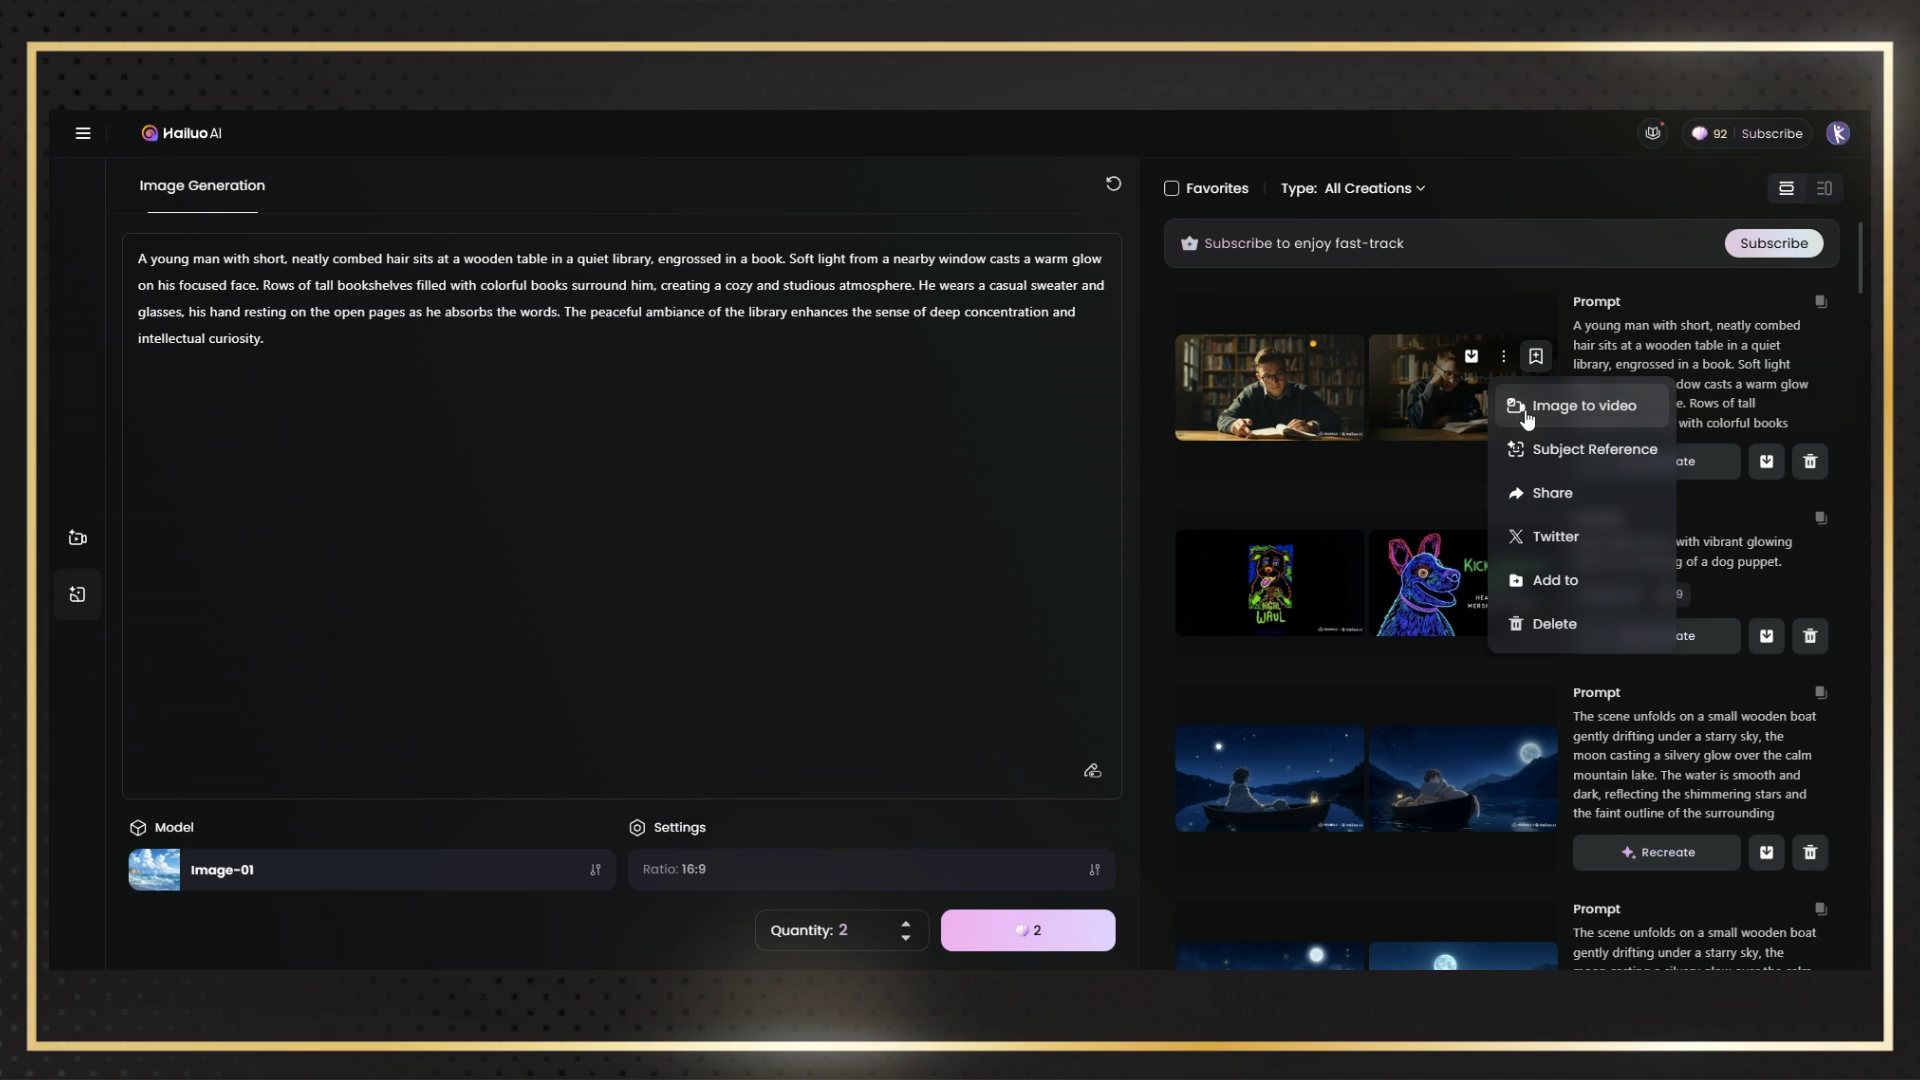 Hailuo AI
92 Subscribe
Image Generation
A young man with short, neatly combed hair sits at a wooden table in a quiet library, engrossed in a book. Soft light from a nearby window casts a warm glow
on his focused face. Rows of tall bookshelves filled with colorful books surround him, creating a cozy and studious atmosphere. He wears a casual sweater and
glasses, his hand resting on the open pages as he absorbs the words. The peaceful ambiance of the library enhances the sense of deep concentration and
intellectual curiosity.
Model
Image-01
Settings
Ratio: 16:9
Quantity: 2
2
Favorites
Type: All Creations
Subscribe to enjoy fast-track
Subscribe
Prompt
A young man with short, neatly combed
hair sits at a wooden table in a quiet
library, engrossed in a book. Soft light
dow casts a warm glow
e. Rows of tall
with colorful books
ate
Image to video
Subject Reference
Share
Twitter
Add to
Delete
WAUL
KICK
with vibrant glowing
g of a dog puppet.
9
ate
Prompt
The scene unfolds on a small wooden boat
gently drifting under a starry sky, the
moon casting a silvery glow over the calm
mountain lake. The water is smooth and
dark, reflecting the shimmering stars and
the faint outline of the surrounding
Recreate
Prompt
The scene unfolds on a small wooden boat
gently drifting under a starry sky, the